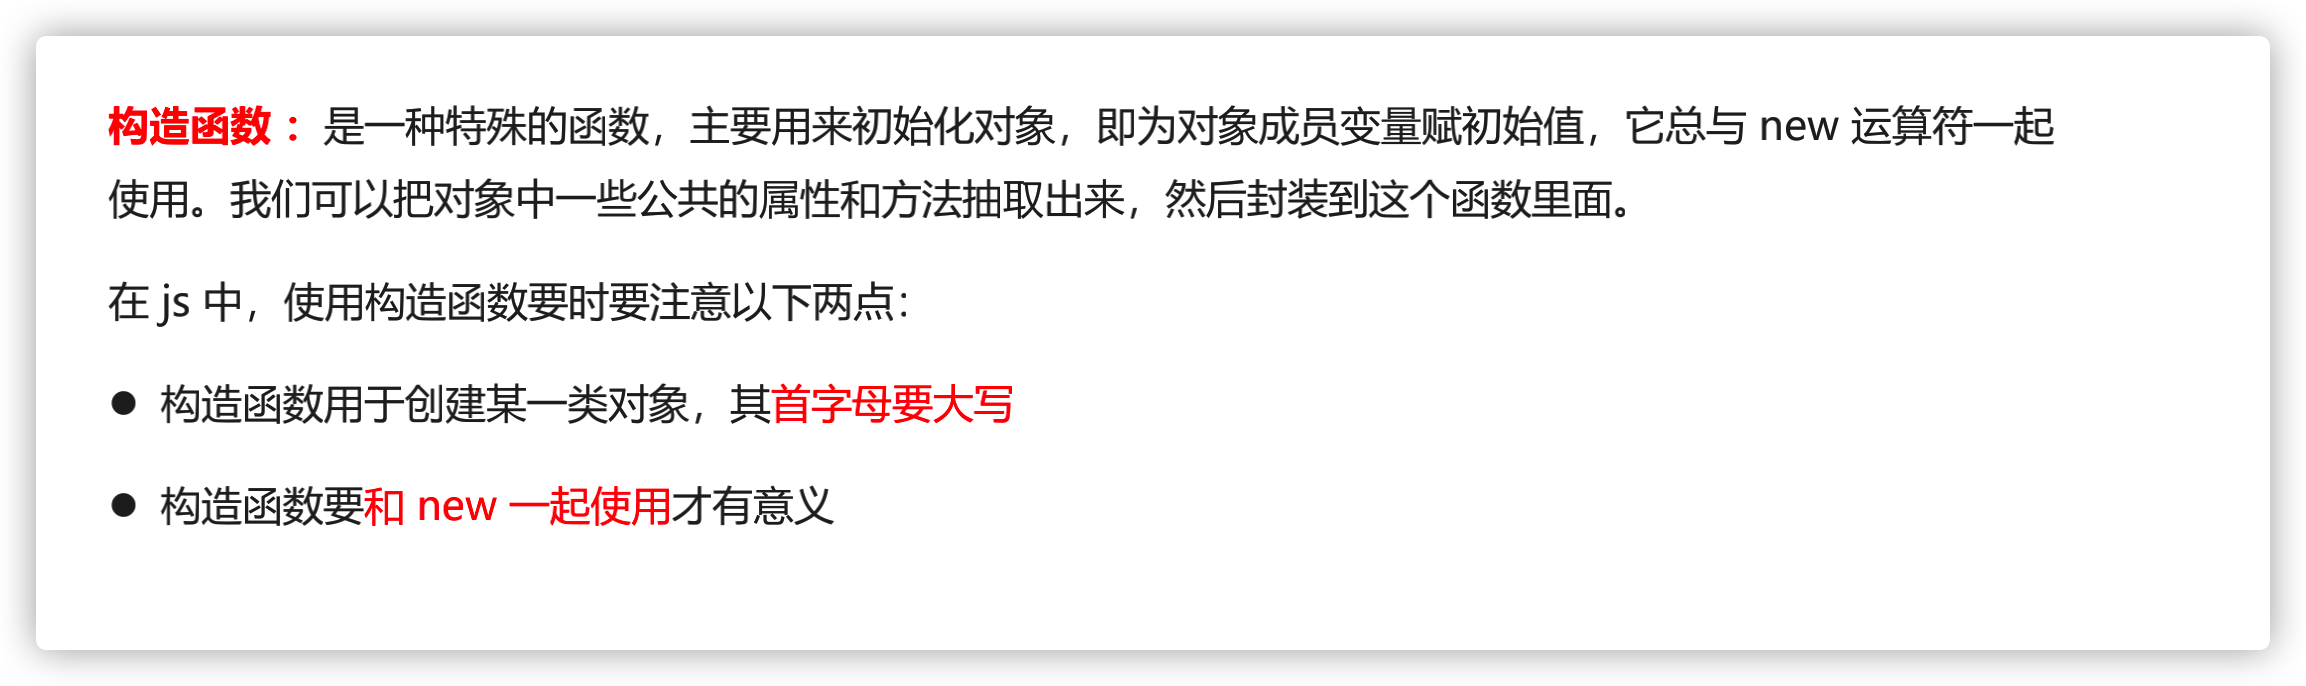 构造函数 ：是一种特殊的函数，主要用来初始化对象，即为对象成员变量赋初始值，它总与 new 运算符一起
使用。我们可以把对象中一些公共的属性和方法抽取出来，然后封装到这个函数里面。
在 js 中，使用构造函数要时要注意以下两点：
● 构造函数用于创建某一类对象，其首字母要大写
● 构造函数要和 new 一起使用才有意义